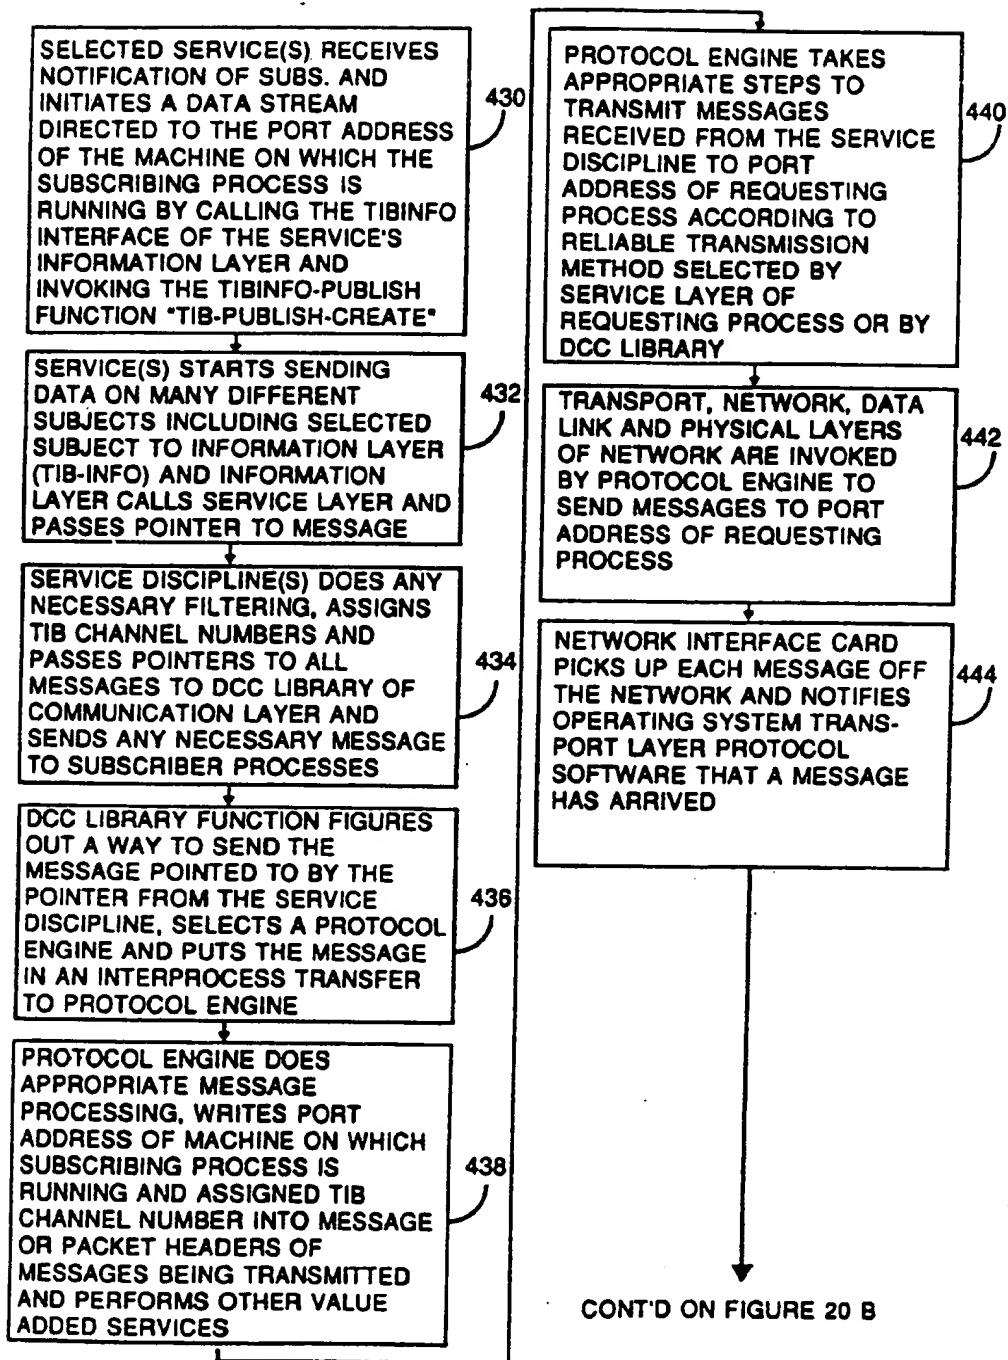 SELECTED SERVICE(S) RECEIVES
NOTIFICATION OF SUBS. AND
INITIATES A DATA STREAM
DIRECTED TO THE PORT ADDRESS
OF THE MACHINE ON WHICH THE
SUBSCRIBING PROCESS IS
RUNNING BY CALLING THE TIBINFO
INTERFACE OF THE SERVICE'S
INFORMATION LAYER AND
INVOKING THE TIBINFO-PUBLISH
FUNCTION "TIB-PUBLISH-CREATE"
430
SERVICE(S) STARTS SENDING
DATA ON MANY DIFFERENT
SUBJECTS INCLUDING SELECTED
SUBJECT TO INFORMATION LAYER
(TIB-INFO) AND INFORMATION
LAYER CALLS SERVICE LAYER AND
PASSES POINTER TO MESSAGE
432
SERVICE DISCIPLINE(S) DOES ANY
NECESSARY FILTERING, ASSIGNS
TIB CHANNEL NUMBERS AND
PASSES POINTERS TO ALL
MESSAGES TO DCC LIBRARY OF
COMMUNICATION LAYER AND
SENDS ANY NECESSARY MESSAGE
TO SUBSCRIBER PROCESSES
434
DCC LIBRARY FUNCTION FIGURES
OUT A WAY TO SEND THE
MESSAGE POINTED TO BY THE
POINTER FROM THE SERVICE
DISCIPLINE, SELECTS A PROTOCOL
ENGINE AND PUTS THE MESSAGE
IN AN INTERPROCESS TRANSFER
TO PROTOCOL ENGINE
436
PROTOCOL ENGINE DOES
APPROPRIATE MESSAGE
PROCESSING, WRITES PORT
ADDRESS OF MACHINE ON WHICH
SUBSCRIBING PROCESS IS
RUNNING AND ASSIGNED TIB
CHANNEL NUMBER INTO MESSAGE
OR PACKET HEADERS OF
MESSAGES BEING TRANSMITTED
AND PERFORMS OTHER VALUE
ADDED SERVICES
438
PROTOCOL ENGINE TAKES
APPROPRIATE STEPS TO
TRANSMIT MESSAGES
RECEIVED FROM THE SERVICE
DISCIPLINE TO PORT
ADDRESS OF REQUESTING
PROCESS ACCORDING TO
RELIABLE TRANSMISSION
METHOD SELECTED BY
SERVICE LAYER OF
REQUESTING PROCESS OR BY
DCC LIBRARY
440
TRANSPORT, NETWORK, DATA
LINK AND PHYSICAL LAYERS
OF NETWORK ARE INVOKED
BY PROTOCOL ENGINE TO
SEND MESSAGES TO PORT
ADDRESS OF REQUESTING
PROCESS
442
NETWORK INTERFACE CARD
PICKS UP EACH MESSAGE OFF
THE NETWORK AND NOTIFIES
OPERATING SYSTEM TRANS-
PORT LAYER PROTOCOL
SOFTWARE THAT A MESSAGE
HAS ARRIVED
444
CONT'D ON FIGURE 20 B